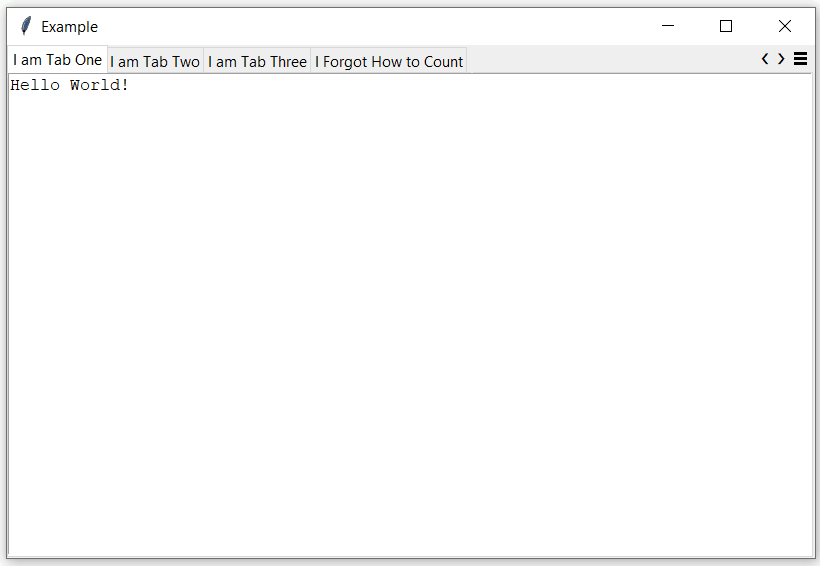 Example
I am Tab One I am Tab Two I am Tab Three I Forgot How to Count
Hello World!